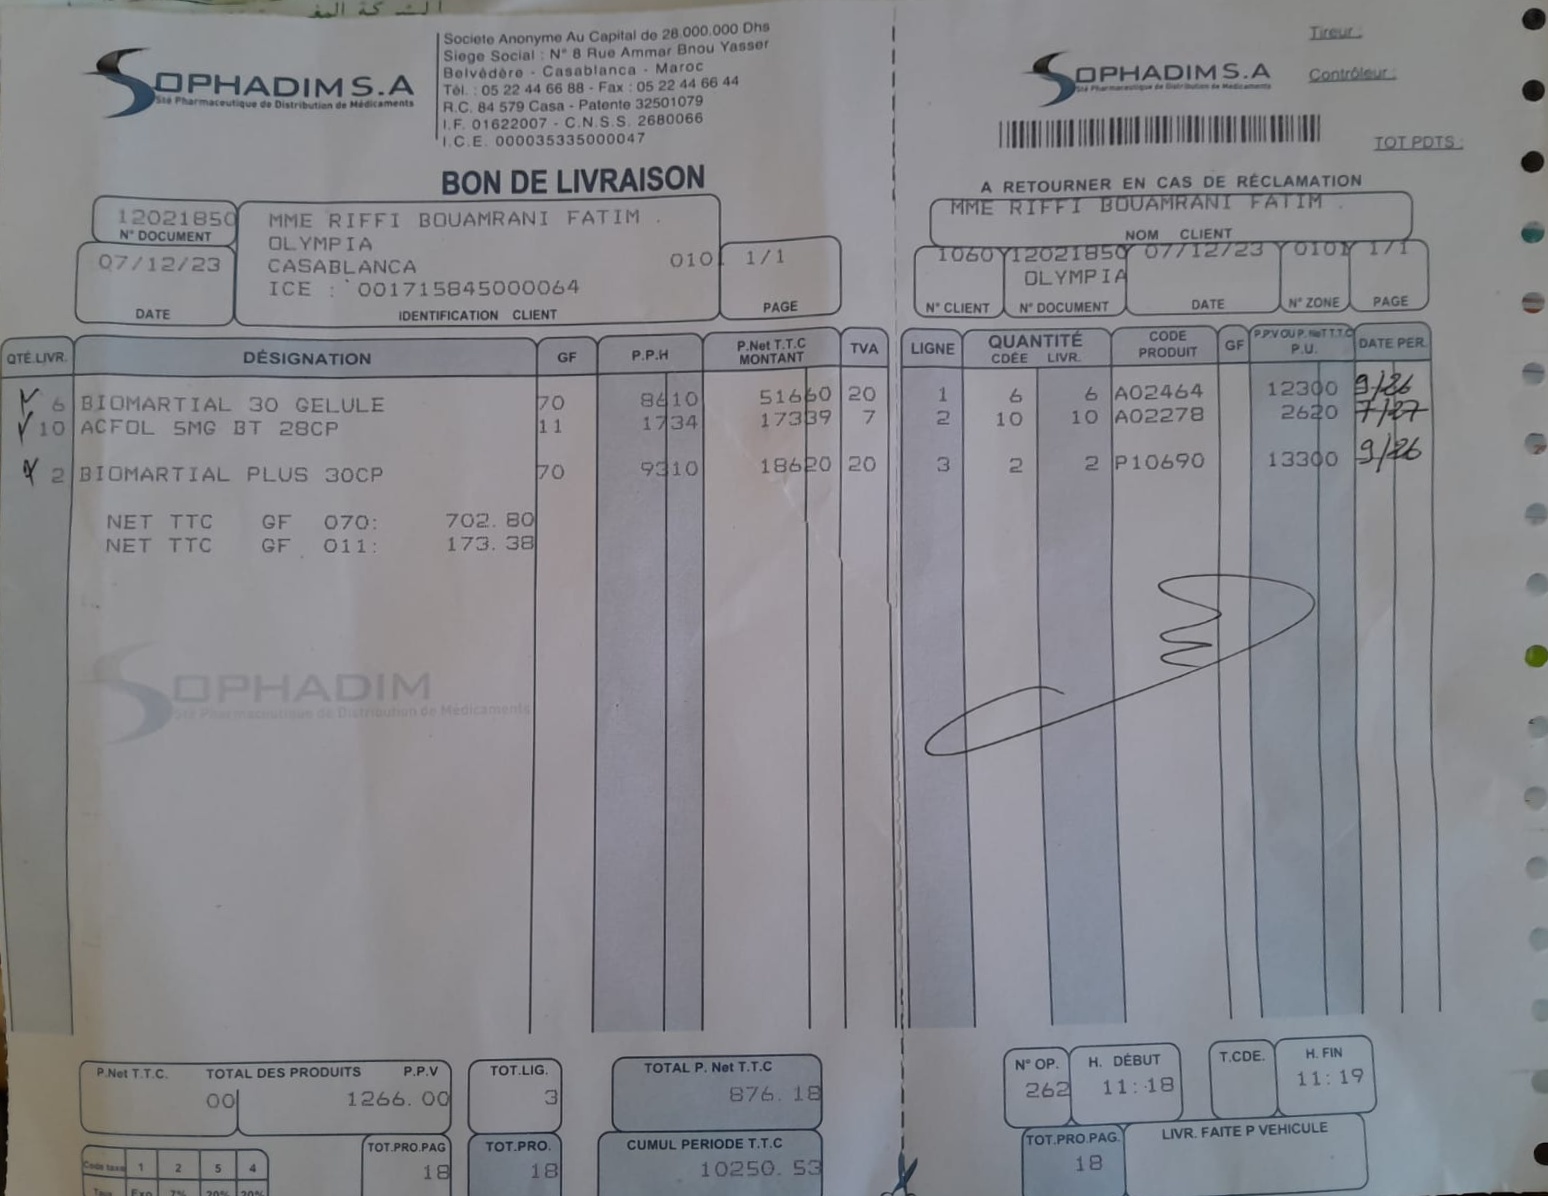 SOPHADIM S.A
Sté Pharmaceutique de Distribution de Médicaments
Societe Anonyme Au Capital de 28.000.000 Dhs
Siege Social : N° 8 Rue Ammar Bnou Yasser
Belvédère - Casablanca - Maroc
Tél. : 05 22 44 66 88 - Fax : 05 22 44 66 44
R.C. 84 579 Casa - Patente 32501079
I.F. 01622007 - C.N.S.S. 2680066
I.C.E. 000035335000047
BON DE LIVRAISON
12021850
N° DOCUMENT
07/12/23
DATE
MME RIFFI BOUAMRANI FATIM .
OLYMPIA
CASABLANCA 010
ICE : 001715845000064
IDENTIFICATION CLIENT
1/1
PAGE
QTÉ.LIVR. DÉSIGNATION GF P.P.H P.Net T.T.C MONTANT TVA
6 BIOMARTIAL 30 GELULE 70 8610 51660 20
10 ACFOL 5MG BT 28CP 11 1734 17339 7
2 BIOMARTIAL PLUS 30CP 70 9310 18620 20
NET TTC GF 070: 702.80
NET TTC GF 011: 173.38
SOPHADIM
Sté Pharmaceutique de Distribution de Médicaments
P.Net T.T.C. TOTAL DES PRODUITS P.P.V
00 1266.00
TOT.LIG.
3
TOTAL P. Net T.T.C
876.18
TOT.PRO.PAG
18
TOT.PRO.
18
CUMUL PERIODE T.T.C
10250.53
Code taxe 1 2 5 4
Taux Exo 7% 20% 20%
SOPHADIM S.A
Sté Pharmaceutique de Distribution de Médicaments
Tireur :
Contrôleur :
TOT PDTS :
A RETOURNER EN CAS DE RÉCLAMATION
MME RIFFI BOUAMRANI FATIM .
NOM CLIENT
1060 12021850 07/12/23 010 1/1
OLYMPIA
N° CLIENT N° DOCUMENT DATE N° ZONE PAGE
LIGNE QUANTITÉ CDÉE LIVR. CODE PRODUIT GF P.P.V OU P. NeT T.T.C P.U. DATE PER.
1 6 6 A02464 12300 9/26
2 10 10 A02278 2620 7/27
3 2 2 P10690 13300 9/26
N° OP.
262
H. DÉBUT
11:18
T.CDE.
H. FIN
11:19
TOT.PRO.PAG.
18
LIVR. FAITE P VEHICULE